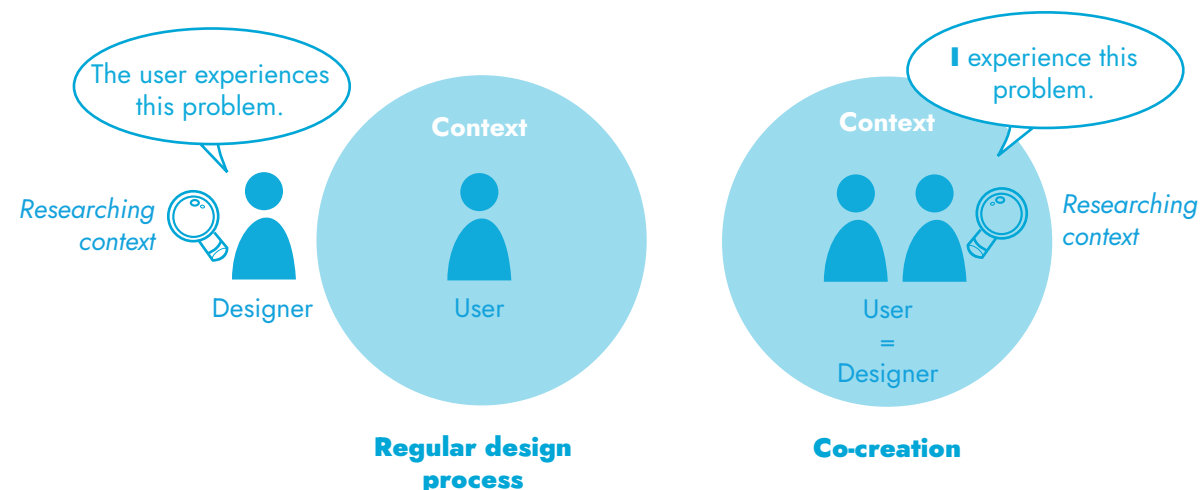 The user experiences
this problem.
Context
Researching
context
Designer
User
Regular design
process
I experience this
problem.
Context
Researching
context
User
=
Designer
Co-creation